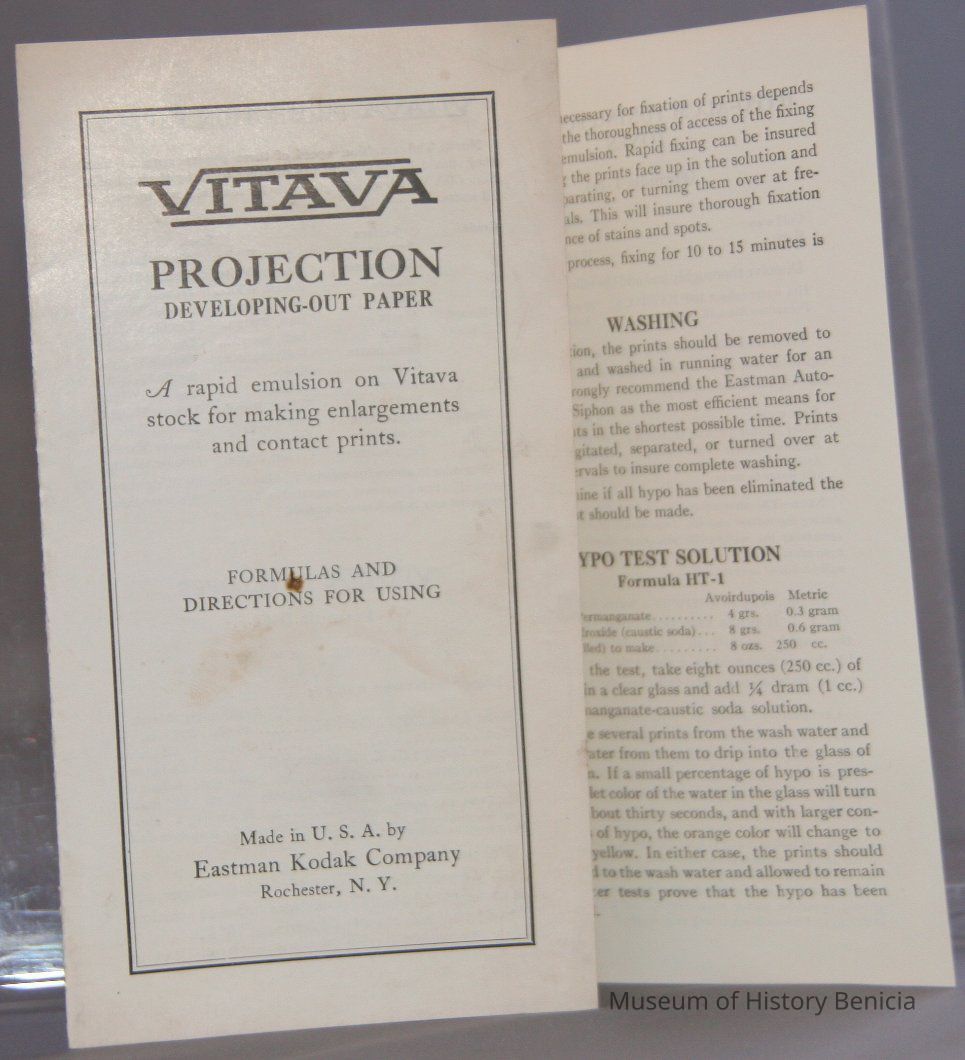 VITAVA
PROJECTION
DEVELOPING-OUT PAPER
A rapid emulsion on Vitava
stock for making enlargements
and contact prints.
FORMULAS AND
DIRECTIONS FOR USING
Made in U. S. A. by
Eastman Kodak Company
Rochester, N. Y.
ecessary for fixation of prints depends
the thoroughness of access of the fixing
emulsion. Rapid fixing can be insured
the prints face up in the solution and
parating, or turning them over at fre-
als. This will insure thorough fixation
nce of stains and spots.
process, fixing for 10 to 15 minutes is
WASHING
tion, the prints should be removed to
and washed in running water for an
rongly recommend the Eastman Auto-
Siphon as the most efficient means for
ts in the shortest possible time. Prints
gitated, separated, or turned over at
ervals to insure complete washing.
ine if all hypo has been eliminated the
t should be made.
YPO TEST SOLUTION
Formula HT-1
Avoirdupois Metric
ermanganate.......... 4 grs. 0.3 gram
droxide (caustic soda)... 8 grs. 0.6 gram
lled) to make.......... 8 ozs. 250 cc.
the test, take eight ounces (250 cc.) of
in a clear glass and add ¼ dram (1 cc.)
manganate-caustic soda solution.
e several prints from the wash water and
ater from them to drip into the glass of
n. If a small percentage of hypo is pres-
let color of the water in the glass will turn
bout thirty seconds, and with larger con-
of hypo, the orange color will change to
yellow. In either case, the prints should
d to the wash water and allowed to remain
er tests prove that the hypo has been
Museum of History Benicia